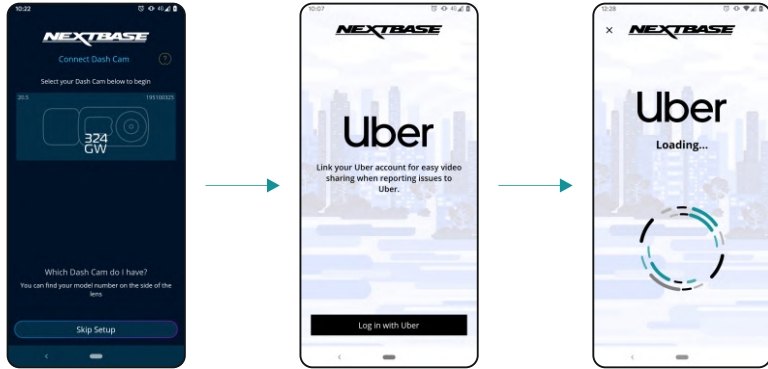 10:22
NEXTBASE
Connect Dash Cam
?
Select your Dash Cam below to begin
20.5 195100325
324
GW
Which Dash Cam do I have?
You can find your model number on the side of the
lens
Skip Setup
10:07
NEXTBASE
Uber
Link your Uber account for easy video
sharing when reporting issues to
Uber.
Log in with Uber
12:28
NEXTBASE
Uber
Loading...